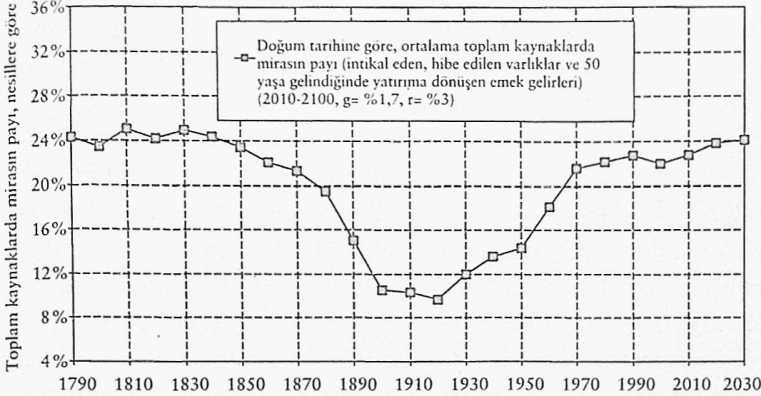 Toplam kaynaklarda mirasın payı, nesillere göre
36%
32%
28%
24%
20%
16%
12%
8%
4%
Doğum tarihine göre, ortalama toplam kaynaklarda
mirasın payı (intikal eden, hibe edilen varlıklar ve 50
yaşa gelindiğinde yatırıma dönüşen emek gelirleri)
(2010-2100, g= %1,7, r= %3)
1790 1810 1830 1850 1870 1890 1910 1930 1950 1970 1990 2010 2030